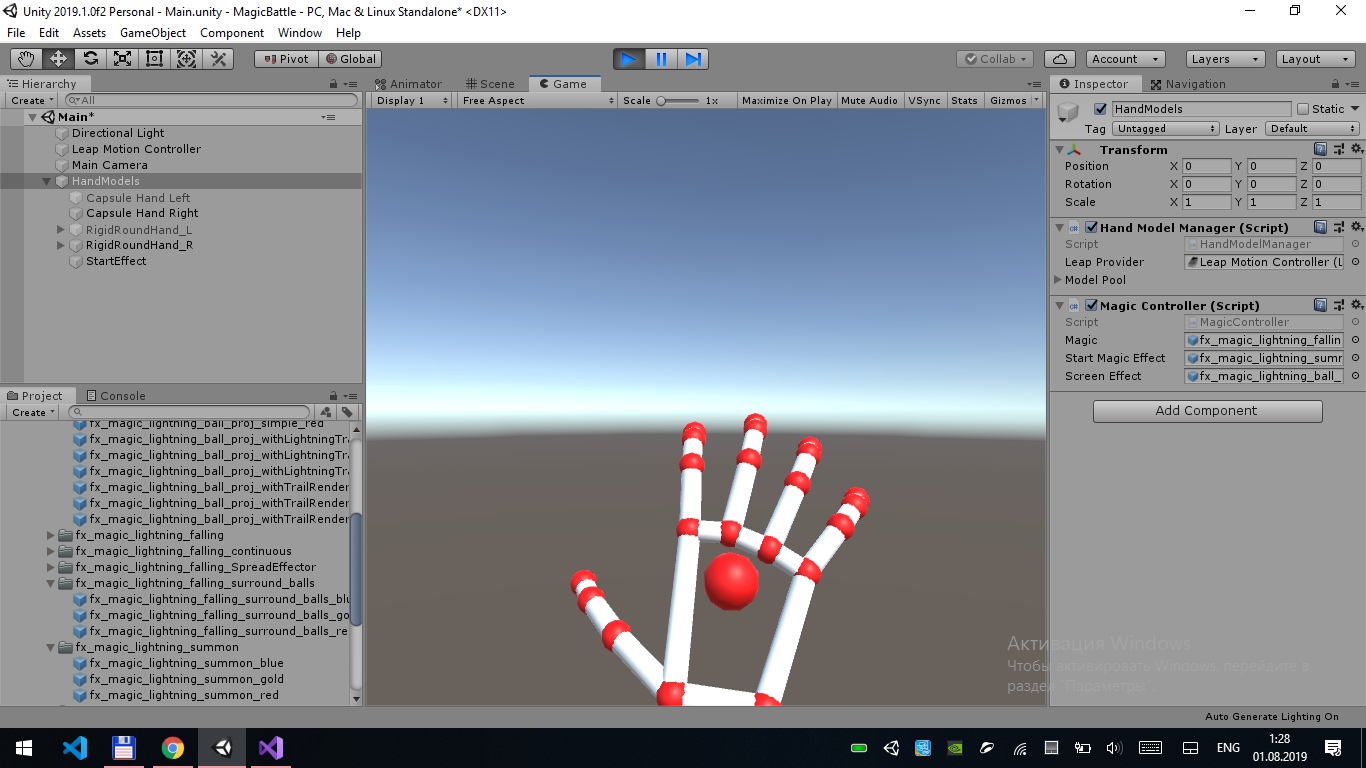 Unity 2019.1.0f2 Personal - Main.unity - MagicBattle - PC, Mac & Linux Standalone* <DX11>
File Edit Assets GameObject Component Window Help
Pivot Global Collab Account Layers Layout
Hierarchy
Create All
Main*
Directional Light
Leap Motion Controller
Main Camera
HandModels
Capsule Hand Left
Capsule Hand Right
RigidRoundHand_L
RigidRoundHand_R
StartEffect
Project Console
Create
fx_magic_lightning_ball_proj_simple_red
fx_magic_lightning_ball_proj_withLightningTr
fx_magic_lightning_ball_proj_withLightningTr
fx_magic_lightning_ball_proj_withLightningTr
fx_magic_lightning_ball_proj_withTrailRender
fx_magic_lightning_ball_proj_withTrailRender
fx_magic_lightning_ball_proj_withTrailRender
fx_magic_lightning_falling
fx_magic_lightning_falling_continuous
fx_magic_lightning_falling_SpreadEffector
fx_magic_lightning_falling_surround_balls
fx_magic_lightning_falling_surround_balls_blu
fx_magic_lightning_falling_surround_balls_go
fx_magic_lightning_falling_surround_balls_re
fx_magic_lightning_summon
fx_magic_lightning_summon_blue
fx_magic_lightning_summon_gold
fx_magic_lightning_summon_red
Animator Scene Game
Display 1 Free Aspect Scale 1x Maximize On Play Mute Audio VSync Stats Gizmos
Inspector Navigation
HandModels Static
Tag Untagged Layer Default
Transform
Position X 0 Y 0 Z 0
Rotation X 0 Y 0 Z 0
Scale X 1 Y 1 Z 1
Hand Model Manager (Script)
Script HandModelManager
Leap Provider Leap Motion Controller (L
Model Pool
Magic Controller (Script)
Script MagicController
Magic fx_magic_lightning_fallin
Start Magic Effect fx_magic_lightning_summ
Screen Effect fx_magic_lightning_ball_
Add Component
Активация Windows
Чтобы активировать Windows, перейдите в
раздел "Параметры".
Auto Generate Lighting On
ENG
1:28
01.08.2019